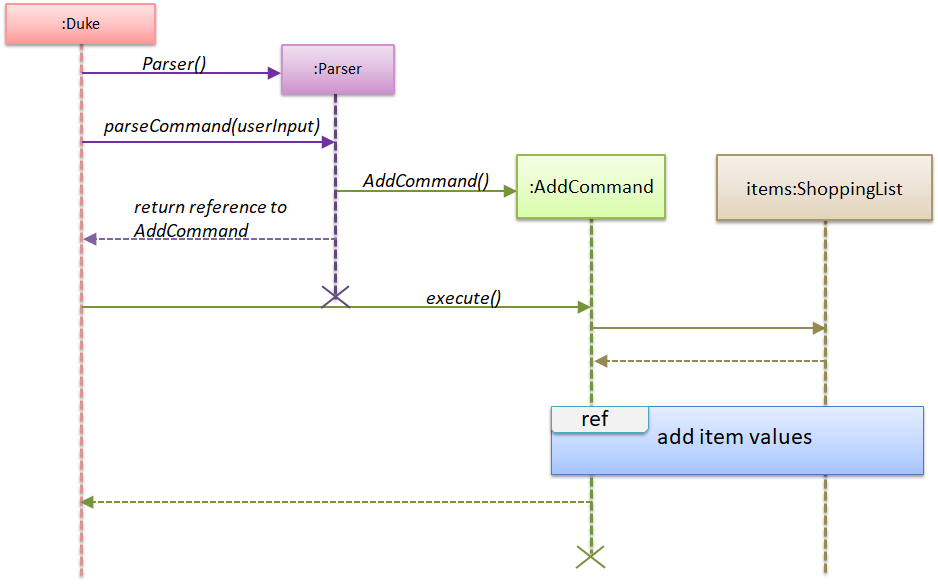 :Duke
Parser()
:Parser
parseCommand(userInput)
AddCommand()
:AddCommand
items:ShoppingList
return reference to
AddCommand
execute()
ref
add item values